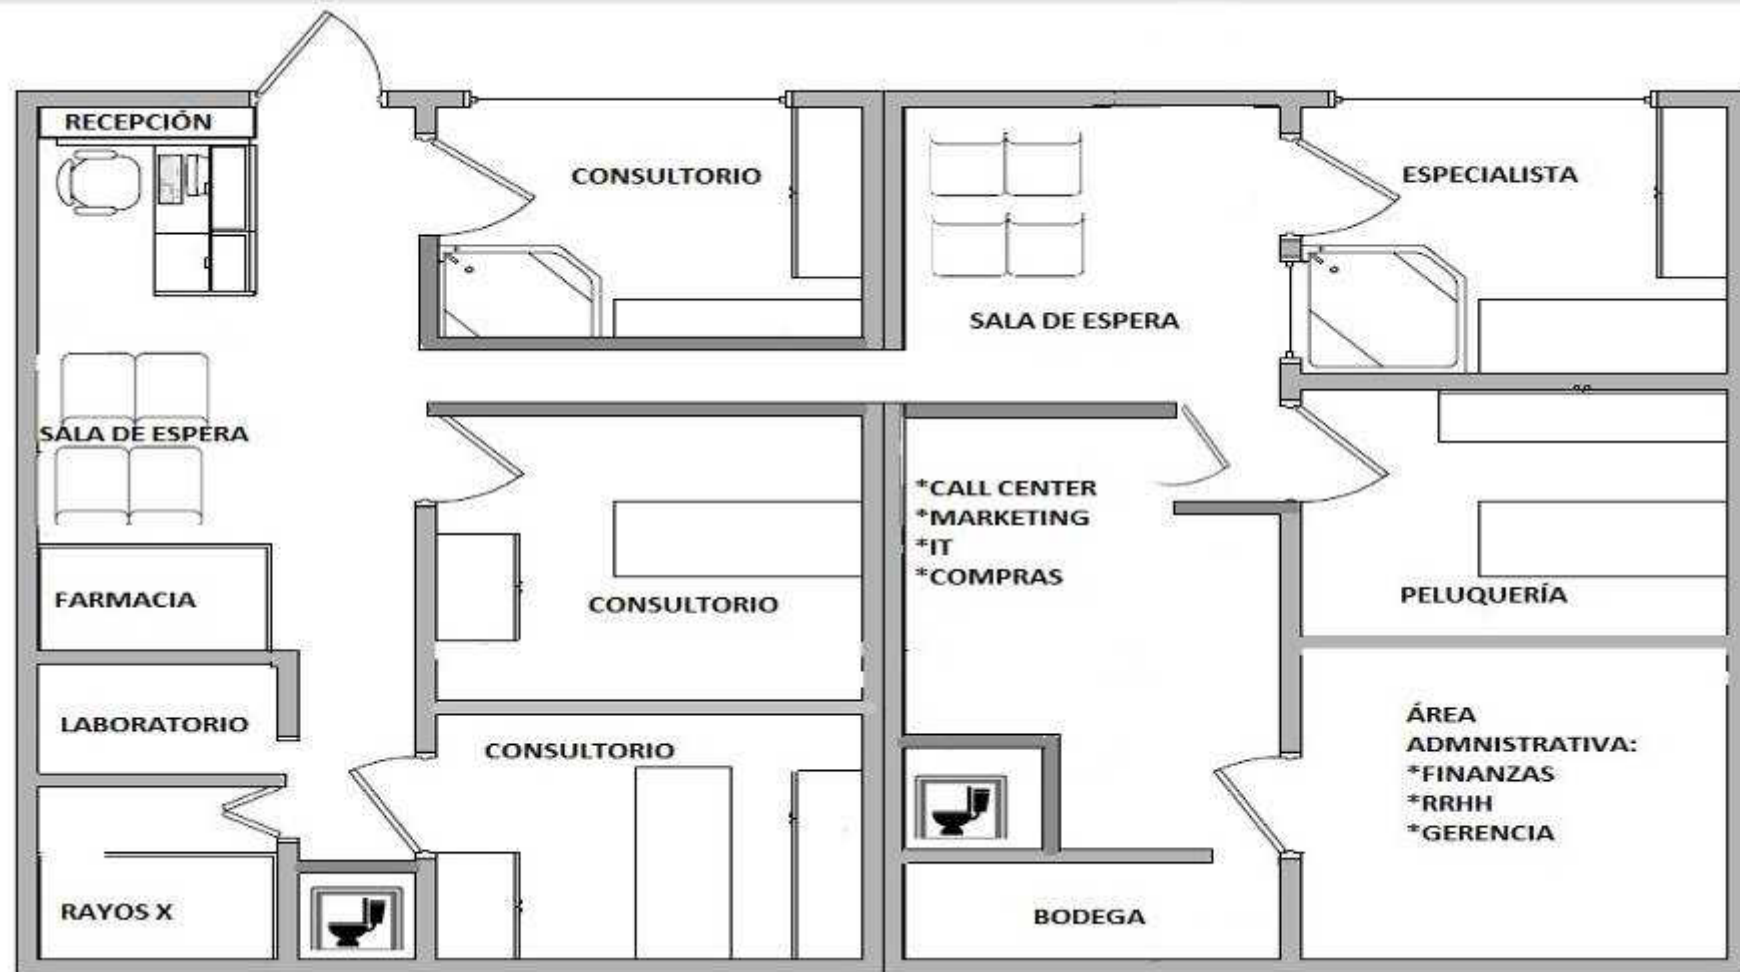 RECEPCIÓN
CONSULTORIO
ESPECIALISTA
SALA DE ESPERA
SALA DE ESPERA
*CALL CENTER
*MARKETING
*IT
*COMPRAS
FARMACIA
CONSULTORIO
PELUQUERÍA
LABORATORIO
CONSULTORIO
ÁREA
ADMNISTRATIVA:
*FINANZAS
*RRHH
*GERENCIA
RAYOS X
BODEGA